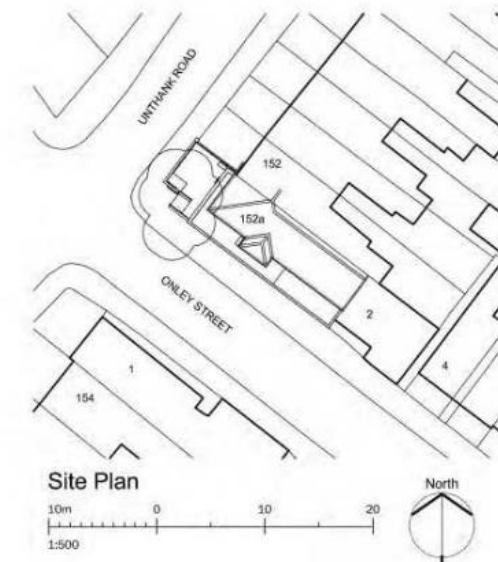 UNTHANK ROAD
152
152a
ONLEY STREET
2
4
1
154
Site Plan
North
10m 0 10 20
1:500